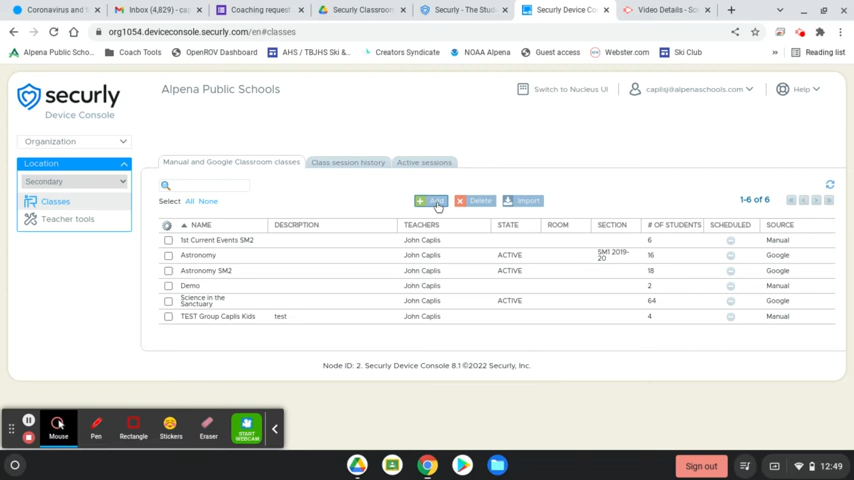 Coronavirus and S
Inbox (4,829) - ca
Coaching request
Securly Classroom
Securly - The Stud
Securly Device Co
Video Details - Scr
org1054.deviceconsole.securly.com/en#classes
Alpena Public Scho...
Coach Tools
OpenROV Dashboard
AHS / TBJHS Ski &...
Creators Syndicate
NOAA Alpena
Guest access
Webster.com
Ski Club
»
Reading list
securly
Device Console
Alpena Public Schools
Switch to Nucleus UI
caplisj@alpenaschools.com
Help
Organization
Location
Secondary
Classes
Teacher tools
Manual and Google Classroom classes
Class session history
Active sessions
Select All None
Add
Delete
Import
1-6 of 6
NAME DESCRIPTION TEACHERS STATE ROOM SECTION # OF STUDENTS SCHEDULED SOURCE
1st Current Events SM2 John Caplis 6 Manual
Astronomy John Caplis ACTIVE SM1 2019-20 16 Google
Astronomy SM2 John Caplis ACTIVE 18 Google
Demo John Caplis 2 Manual
Science in the Sanctuary John Caplis ACTIVE 64 Google
TEST Group Caplis Kids test John Caplis 4 Manual
Node ID: 2. Securly Device Console 8.1 ©2022 Securly, Inc.
Mouse
Pen
Rectangle
Stickers
Eraser
START WEBCAM
Sign out
12:49